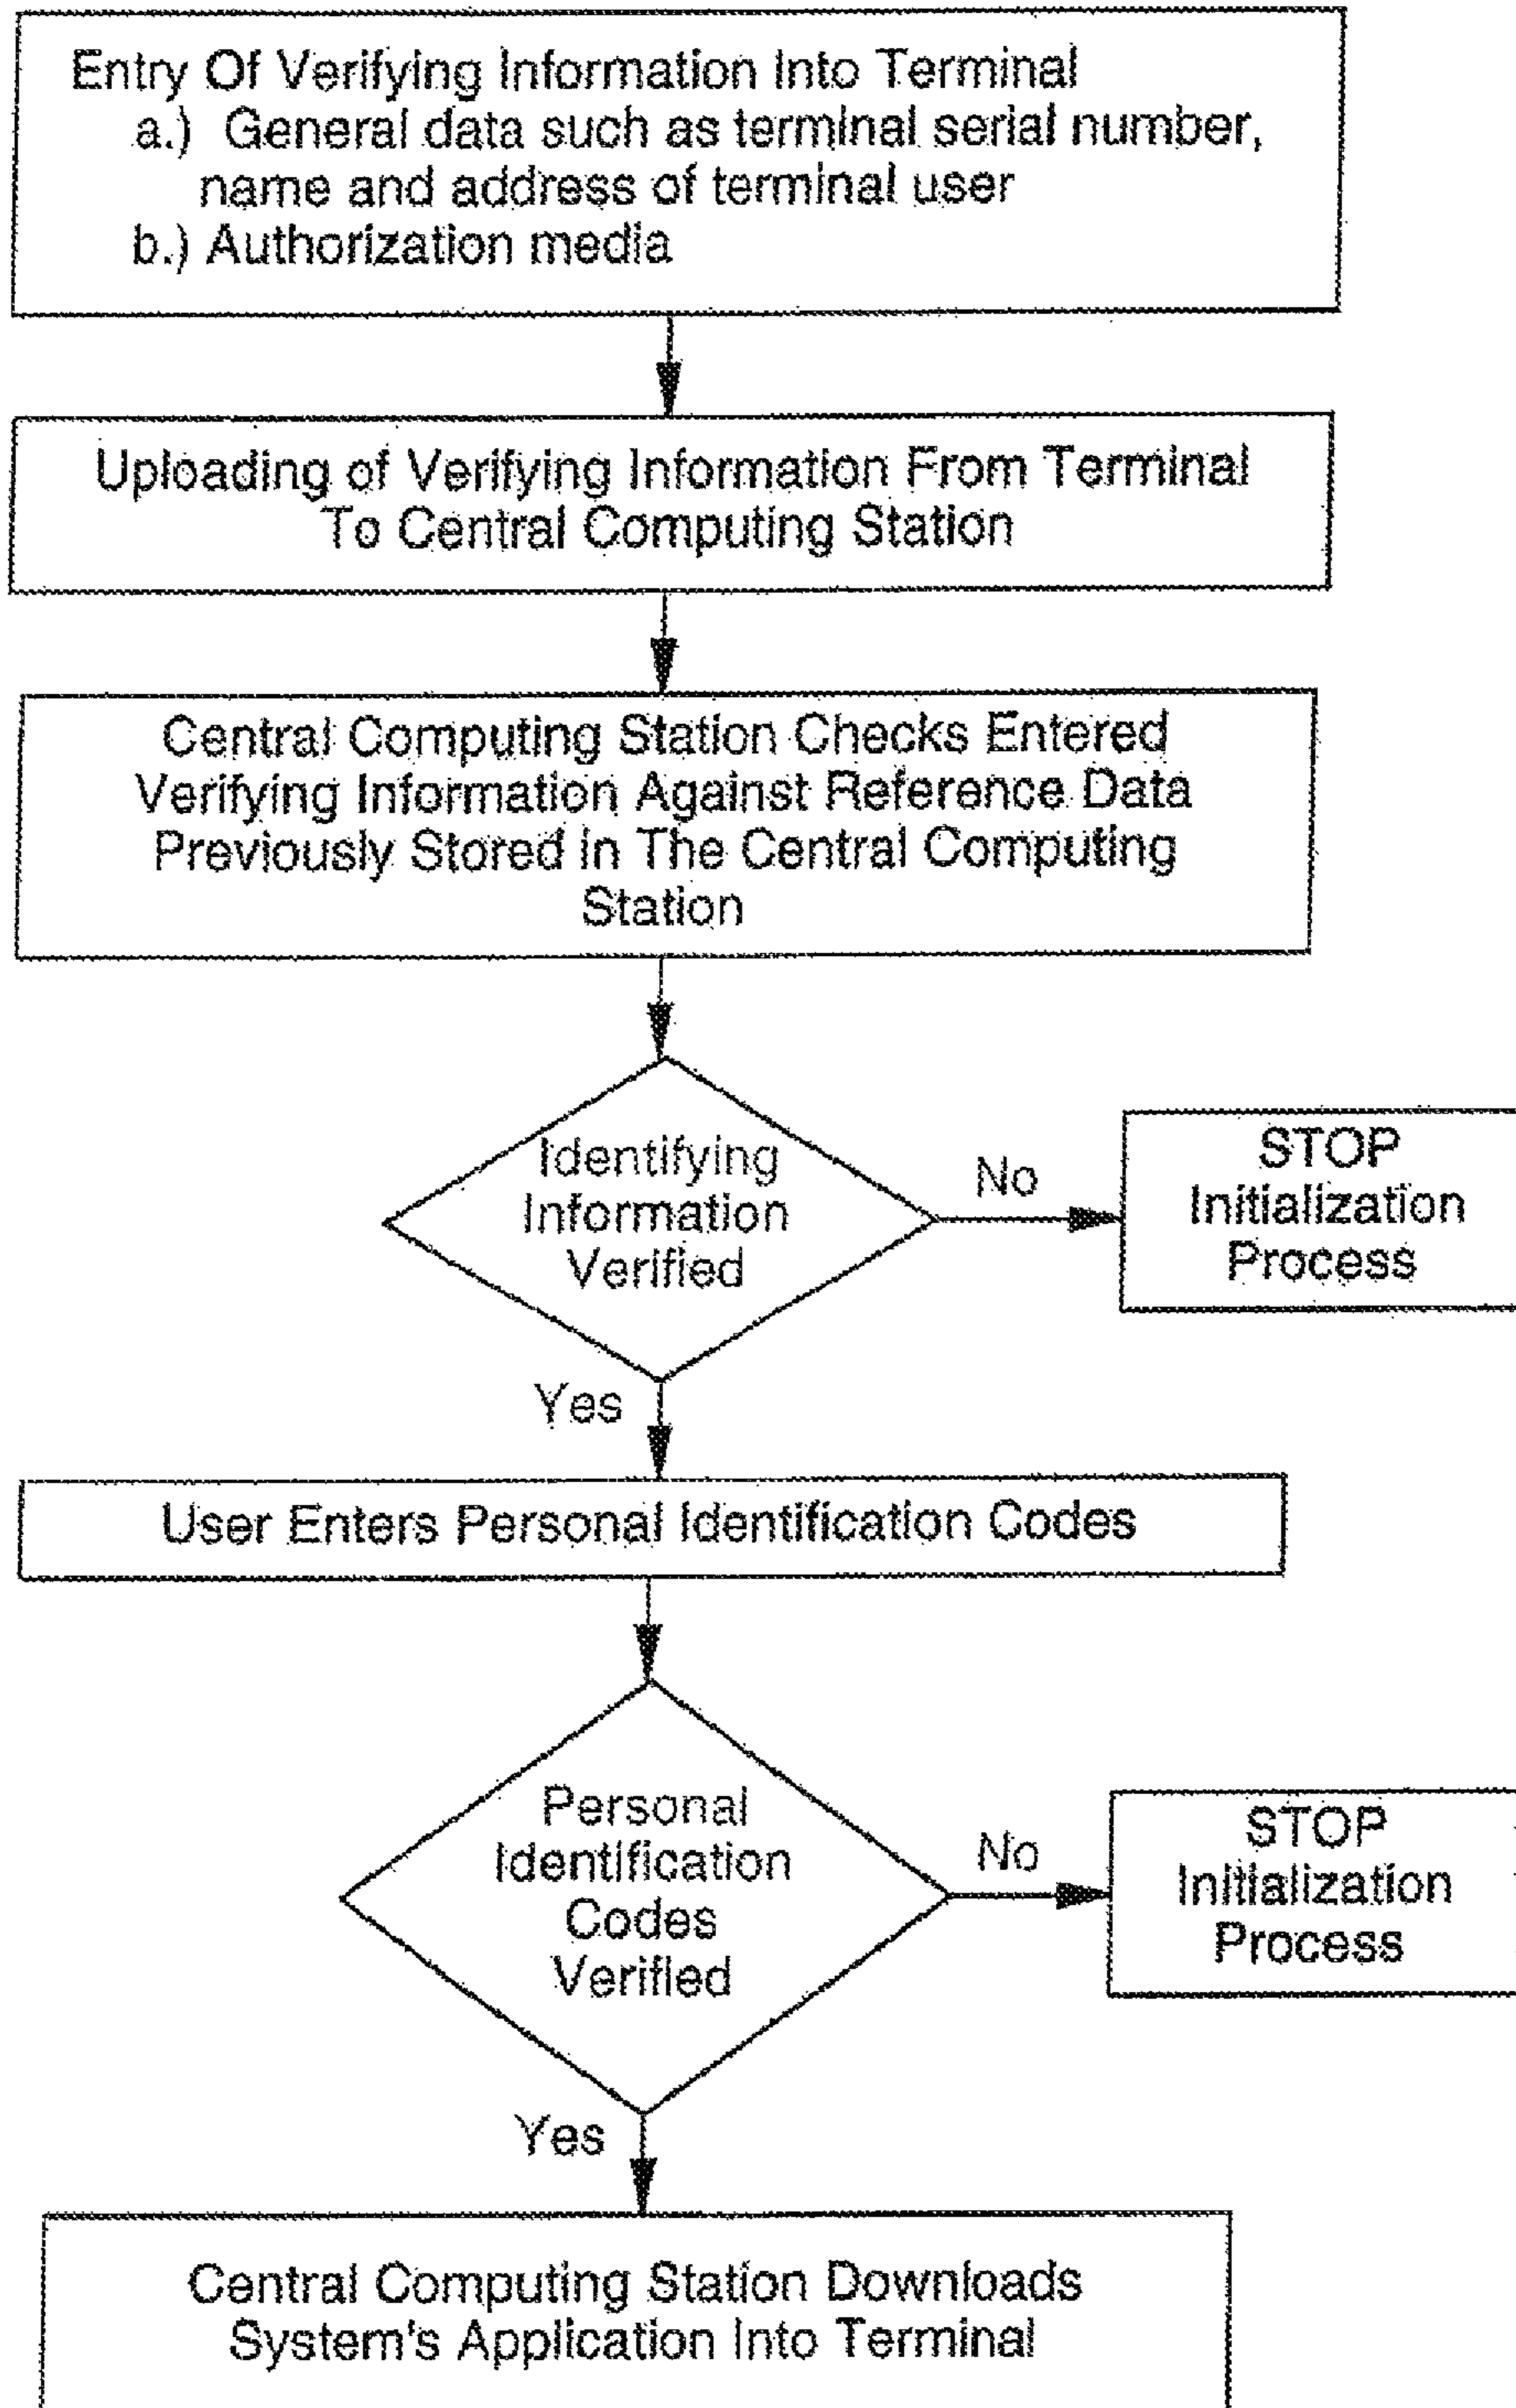 Entry Of Verifying Information Into Terminal
a.) General data such as terminal serial number,
name and address of terminal user
b.) Authorization media
Uploading of Verifying Information From Terminal
To Central Computing Station
Central Computing Station Checks Entered
Verifying Information Against Reference Data
Previously Stored in The Central Computing
Station
Identifying
Information
Verified
No
STOP
Initialization
Process
Yes
User Enters Personal Identification Codes
Personal
Identification
Codes
Verified
No
STOP
Initialization
Process
Yes
Central Computing Station Downloads
System's Application Into Terminal